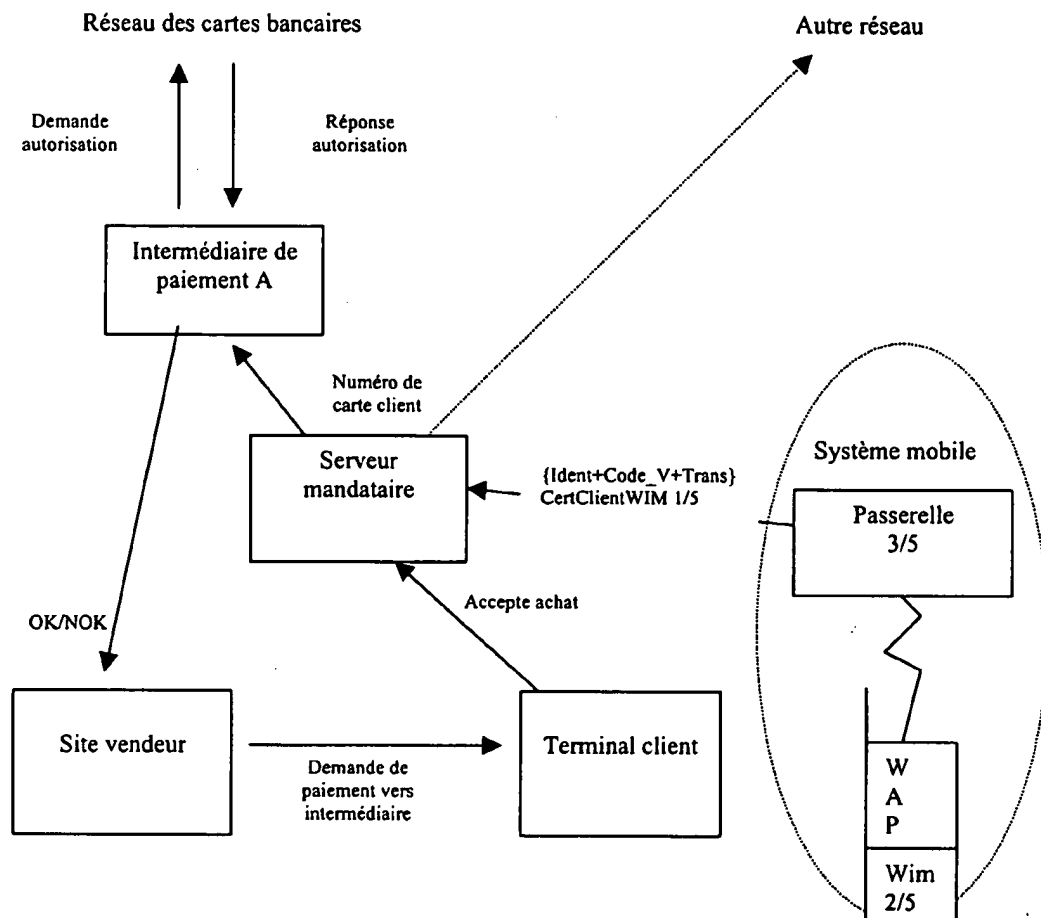 Réseau des cartes bancaires
Autre réseau
Demande
autorisation
Réponse
autorisation
Intermédiaire de
paiement A
Numéro de
carte client
Serveur
mandataire
{Ident+Code_V+Trans}
CertClientWIM 1/5
Système mobile
Passerelle
3/5
Accepte achat
OK/NOK
Site vendeur
Demande de
paiement vers
intermédiaire
Terminal client
W
A
P
Wim
2/5